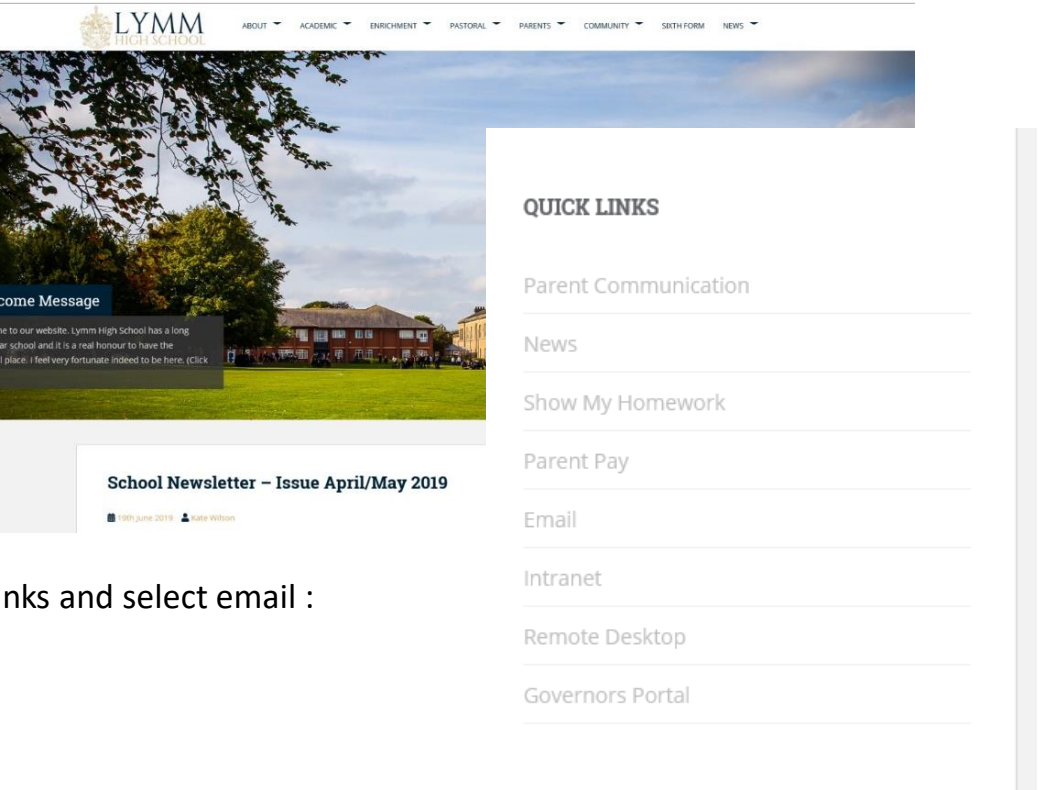 LYMM
HIGH SCHOOL
ABOUT ACADEMIC ENRICHMENT PASTORAL PARENTS COMMUNITY SIXTH FORM NEWS
come Message
me to our website. Lymm High School has a long
ar school and it is a real honour to have the
l place. I feel very fortunate indeed to be here. (Click
School Newsletter – Issue April/May 2019
19th June 2019 Kate Wilson
nks and select email :
QUICK LINKS
Parent Communication
News
Show My Homework
Parent Pay
Email
Intranet
Remote Desktop
Governors Portal